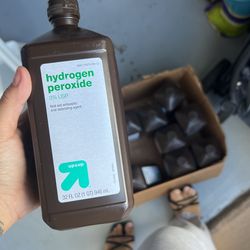 hydrogen
peroxide
3% USP
first aid antiseptic
oral debriding agent
up&up
32 FL OZ (1 QT) 946 mL